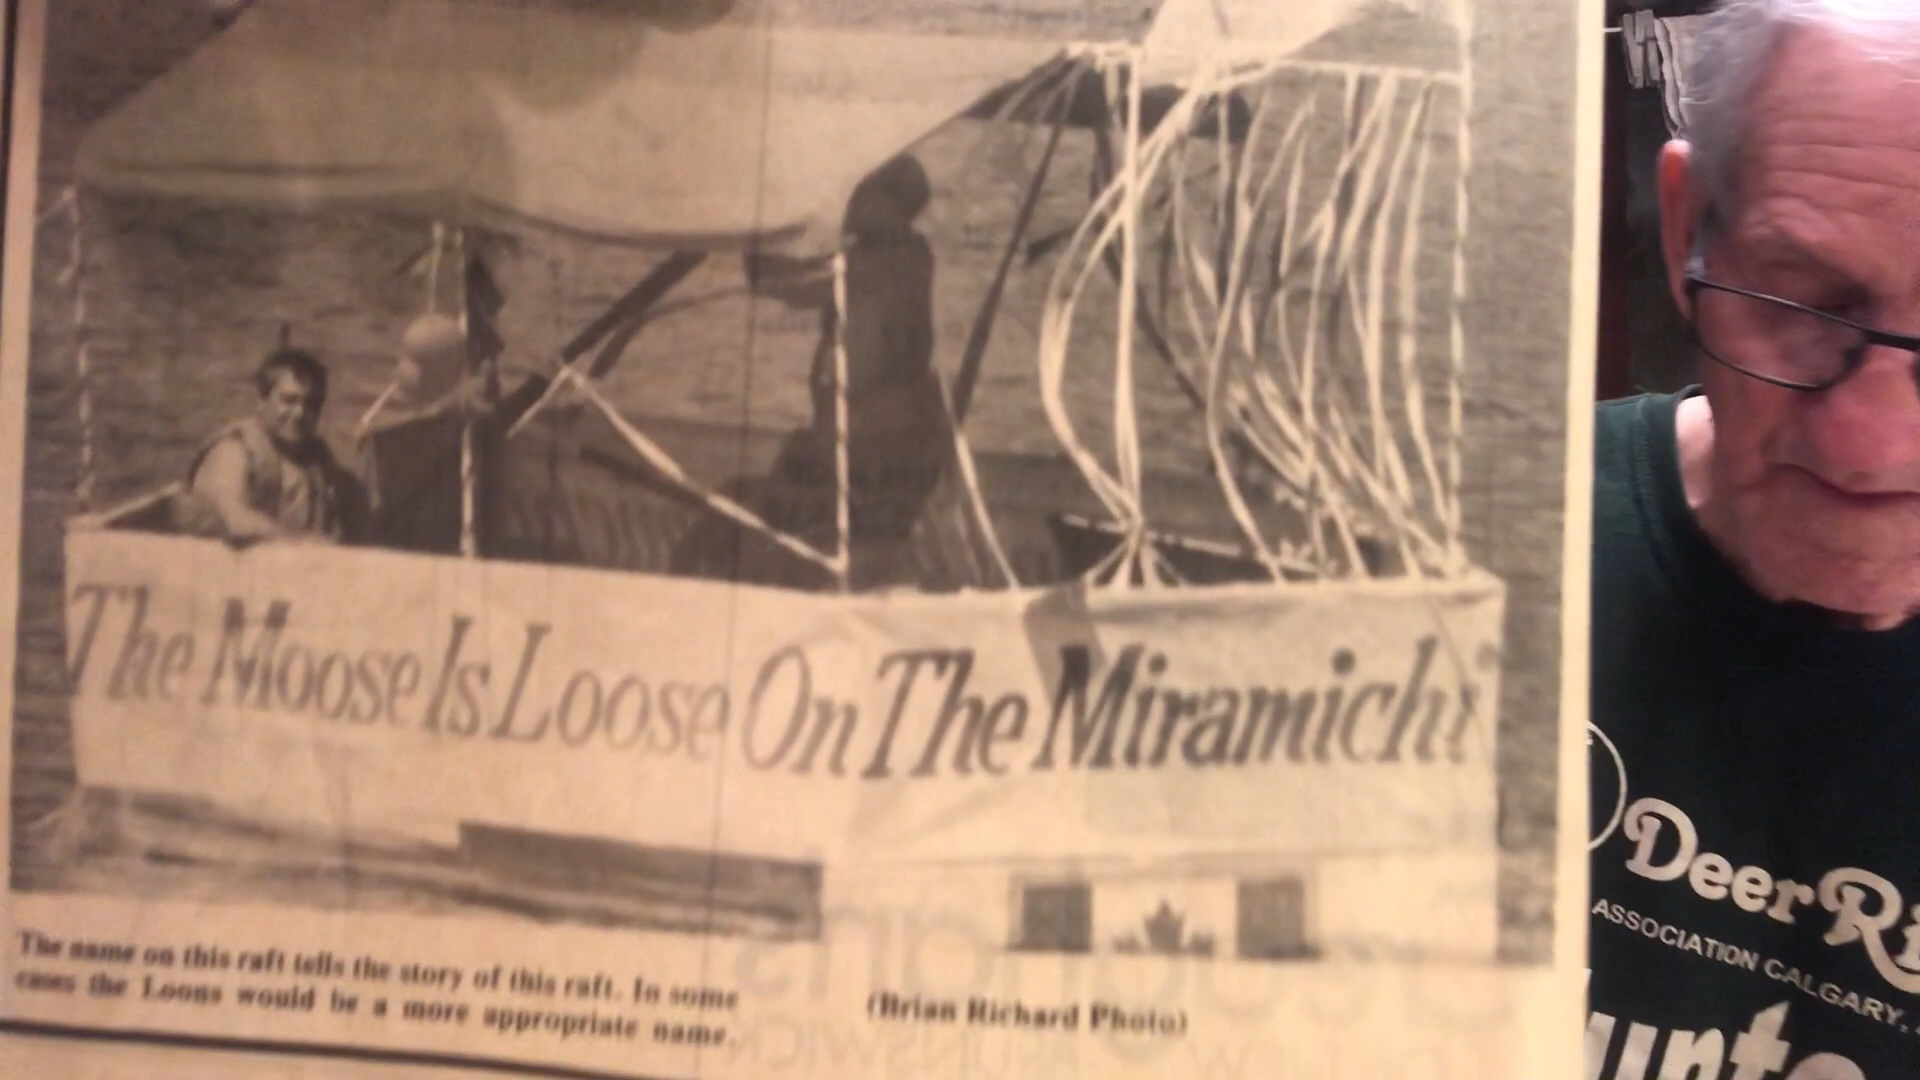 The Moose Is Loose On The Miramichi
The name on this raft tells the story of this raft. In some
cases the Loons would be a more appropriate name.
(Brian Richard Photo)
Deer Ri
ASSOCIATION CALGARY,